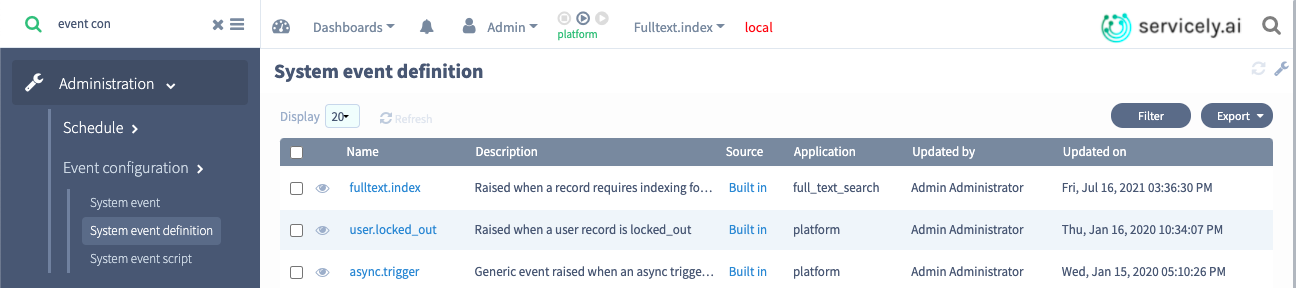 event con
Dashboards
Admin
platform
Fulltext.index
local
servicely.ai
Administration
Schedule
Event configuration
System event
System event definition
System event script
System event definition
Display 20 Refresh
Filter Export
Name Description Source Application Updated by Updated on
fulltext.index Raised when a record requires indexing fo... Built in full_text_search Admin Administrator Fri, Jul 16, 2021 03:36:30 PM
user.locked_out Raised when a user record is locked_out Built in platform Admin Administrator Thu, Jan 16, 2020 10:34:07 PM
async.trigger Generic event raised when an async trigge... Built in platform Admin Administrator Wed, Jan 15, 2020 05:10:26 PM